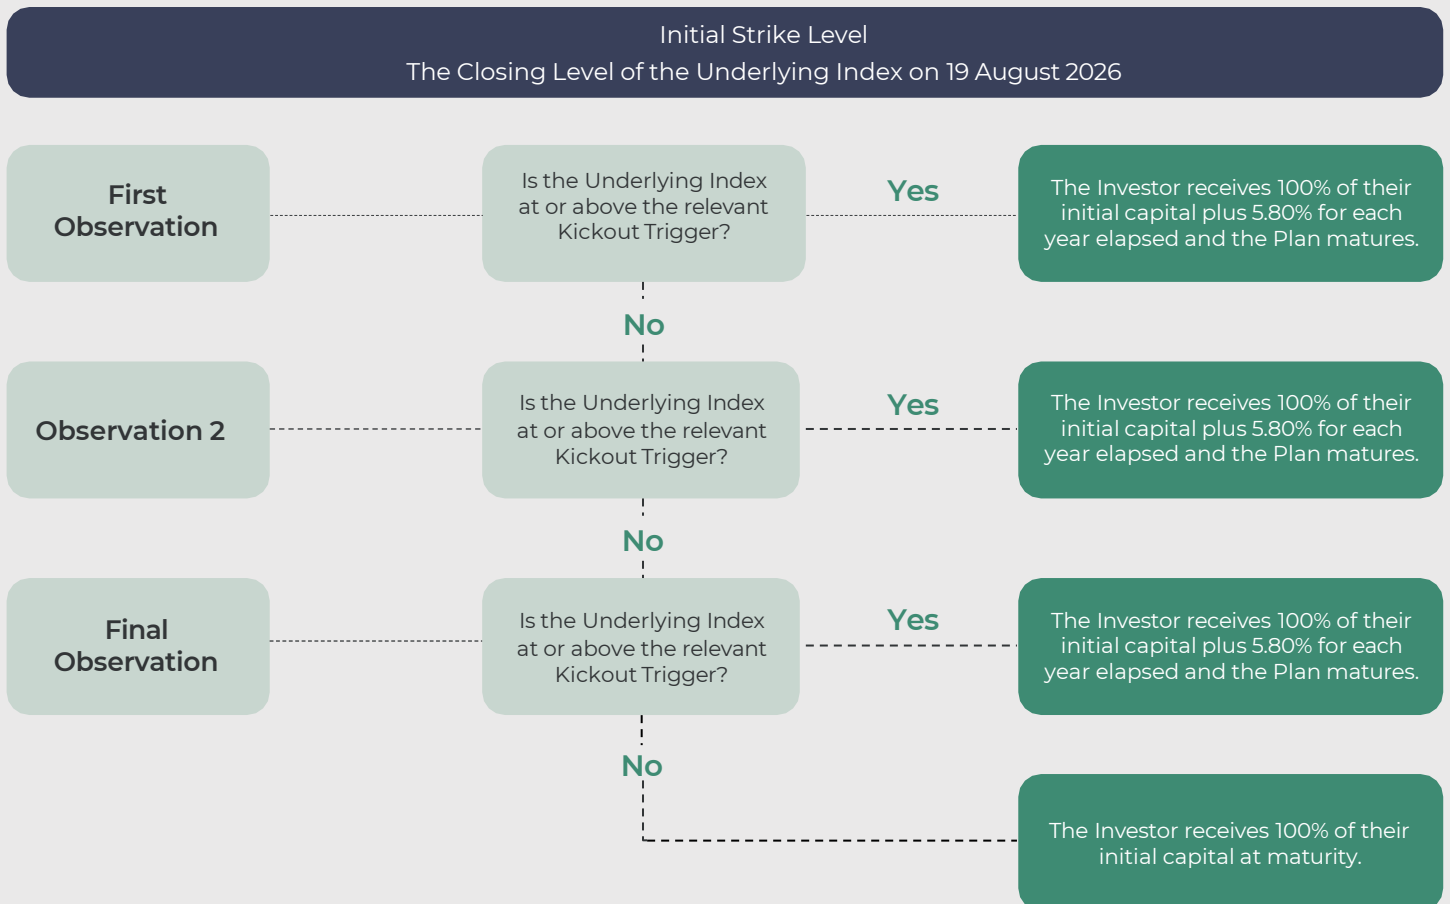 Initial Strike Level
The Closing Level of the Underlying Index on 19 August 2026
First
Observation
Is the Underlying Index
at or above the relevant
Kickout Trigger?
Yes
The Investor receives 100% of their
initial capital plus 5.80% for each
year elapsed and the Plan matures.
No
Observation 2
Is the Underlying Index
at or above the relevant
Kickout Trigger?
Yes
The Investor receives 100% of their
initial capital plus 5.80% for each
year elapsed and the Plan matures.
No
Final
Observation
Is the Underlying Index
at or above the relevant
Kickout Trigger?
Yes
The Investor receives 100% of their
initial capital plus 5.80% for each
year elapsed and the Plan matures.
No
The Investor receives 100% of their
initial capital at maturity.